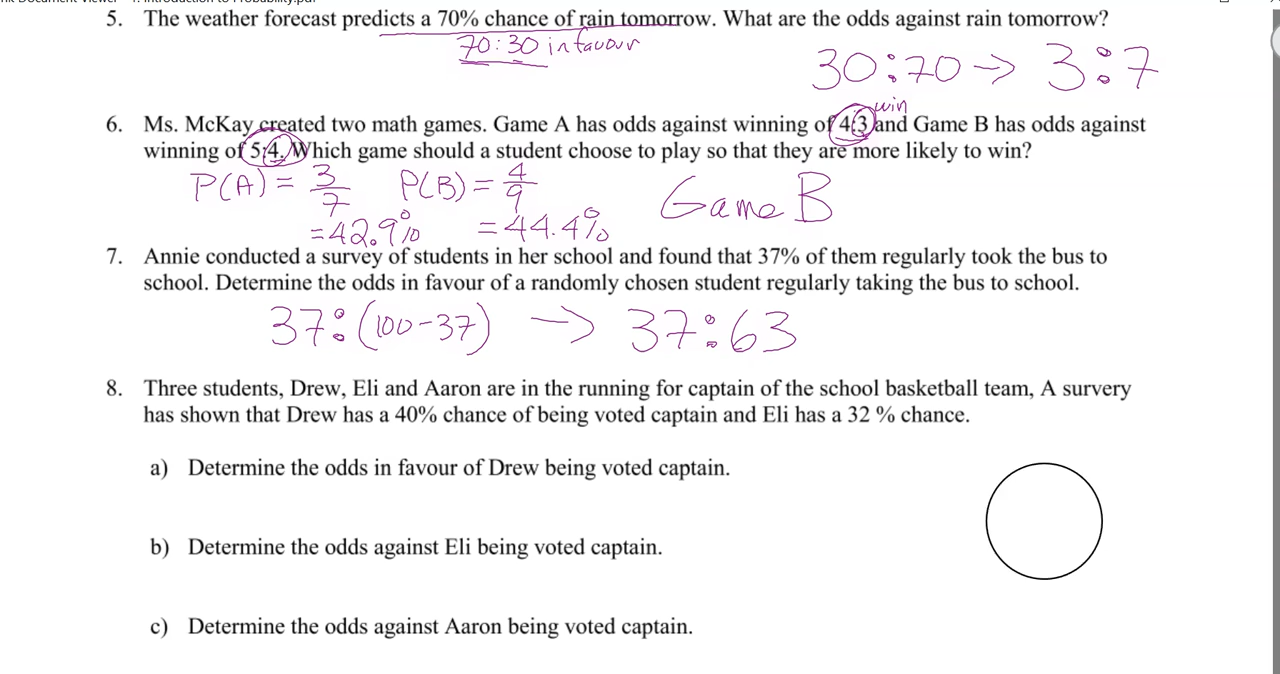 5. The weather forecast predicts a 70% chance of rain tomorrow. What are the odds against rain tomorrow?
70:30 in favour
30:70 → 3:7
win
6. Ms. McKay created two math games. Game A has odds against winning of 4:3 and Game B has odds against
winning of 5:4. Which game should a student choose to play so that they are more likely to win?
P(A) = 3/7 P(B) = 4/9 Game B
=42.9% =44.4%
7. Annie conducted a survey of students in her school and found that 37% of them regularly took the bus to
school. Determine the odds in favour of a randomly chosen student regularly taking the bus to school.
37:(100-37) → 37:63
8. Three students, Drew, Eli and Aaron are in the running for captain of the school basketball team, A survery
has shown that Drew has a 40% chance of being voted captain and Eli has a 32 % chance.
a) Determine the odds in favour of Drew being voted captain.
b) Determine the odds against Eli being voted captain.
c) Determine the odds against Aaron being voted captain.